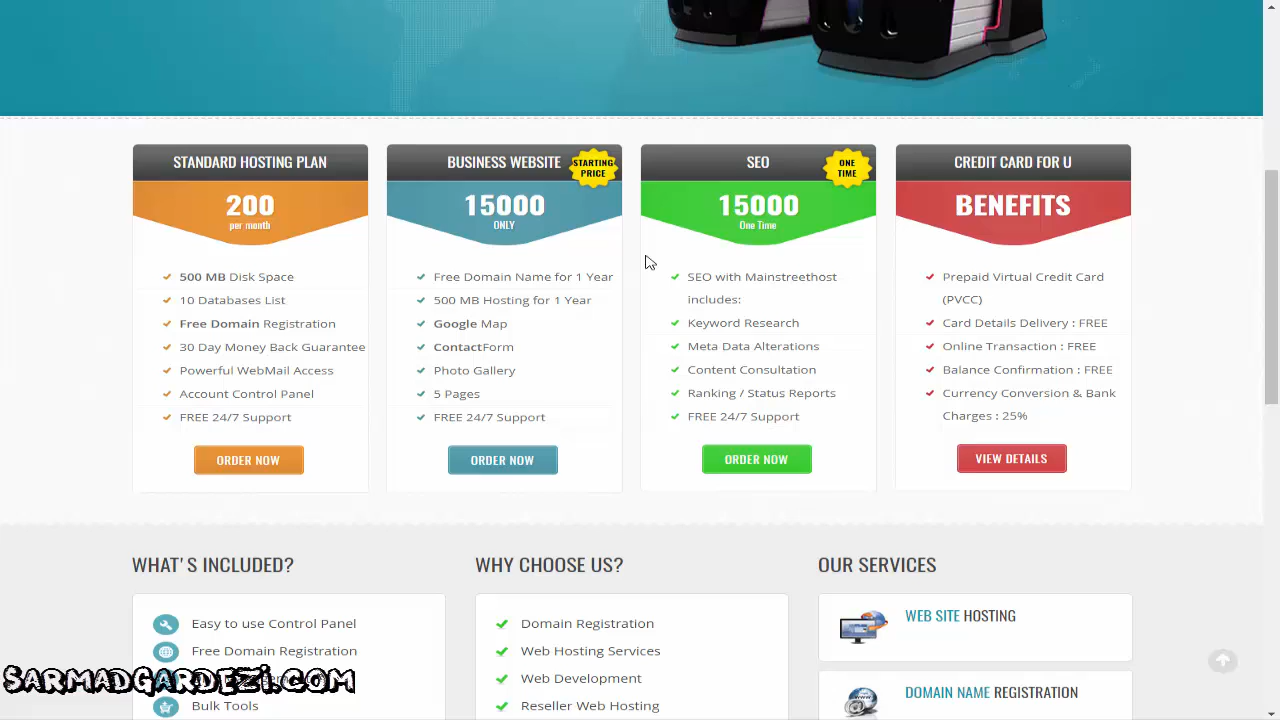 STANDARD HOSTING PLAN
200
per month
500 MB Disk Space
10 Databases List
Free Domain Registration
30 Day Money Back Guarantee
Powerful WebMail Access
Account Control Panel
FREE 24/7 Support
ORDER NOW
BUSINESS WEBSITE
STARTING
PRICE
15000
ONLY
Free Domain Name for 1 Year
500 MB Hosting for 1 Year
Google Map
ContactForm
Photo Gallery
5 Pages
FREE 24/7 Support
ORDER NOW
SEO
ONE
TIME
15000
One Time
SEO with Mainstreethost
includes:
Keyword Research
Meta Data Alterations
Content Consultation
Ranking / Status Reports
FREE 24/7 Support
ORDER NOW
CREDIT CARD FOR U
BENEFITS
Prepaid Virtual Credit Card
(PVCC)
Card Details Delivery : FREE
Online Transaction : FREE
Balance Confirmation : FREE
Currency Conversion & Bank
Charges : 25%
VIEW DETAILS
WHAT'S INCLUDED?
Easy to use Control Panel
Free Domain Registration
Bulk Tools
WHY CHOOSE US?
Domain Registration
Web Hosting Services
Web Development
Reseller Web Hosting
OUR SERVICES
WEB SITE HOSTING
DOMAIN NAME REGISTRATION
SARMADGARDEZI.COM